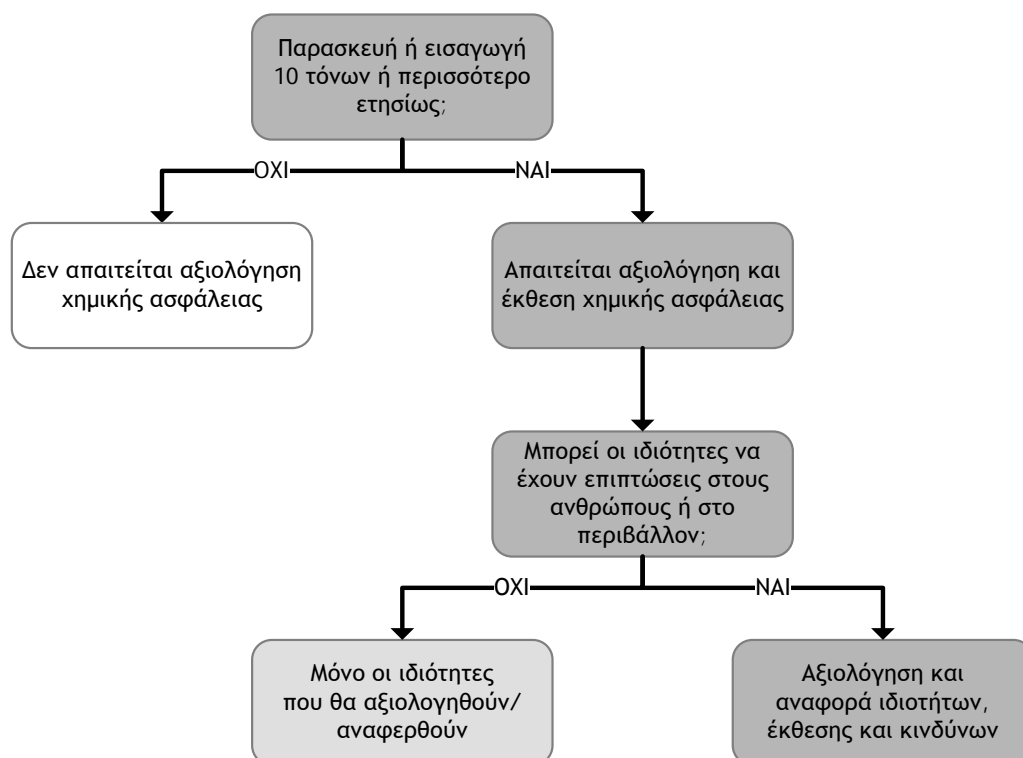 Παρασκευή ή εισαγωγή
10 τόνων ή περισσότερο
ετησίως;
ΟΧΙ
ΝΑΙ
Δεν απαιτείται αξιολόγηση
χημικής ασφάλειας
Απαιτείται αξιολόγηση και
έκθεση χημικής ασφάλειας
Μπορεί οι ιδιότητες να
έχουν επιπτώσεις στους
ανθρώπους ή στο
περιβάλλον;
ΟΧΙ
ΝΑΙ
Μόνο οι ιδιότητες
που θα αξιολογηθούν/
αναφερθούν
Αξιολόγηση και
αναφορά ιδιοτήτων,
έκθεσης και κινδύνων